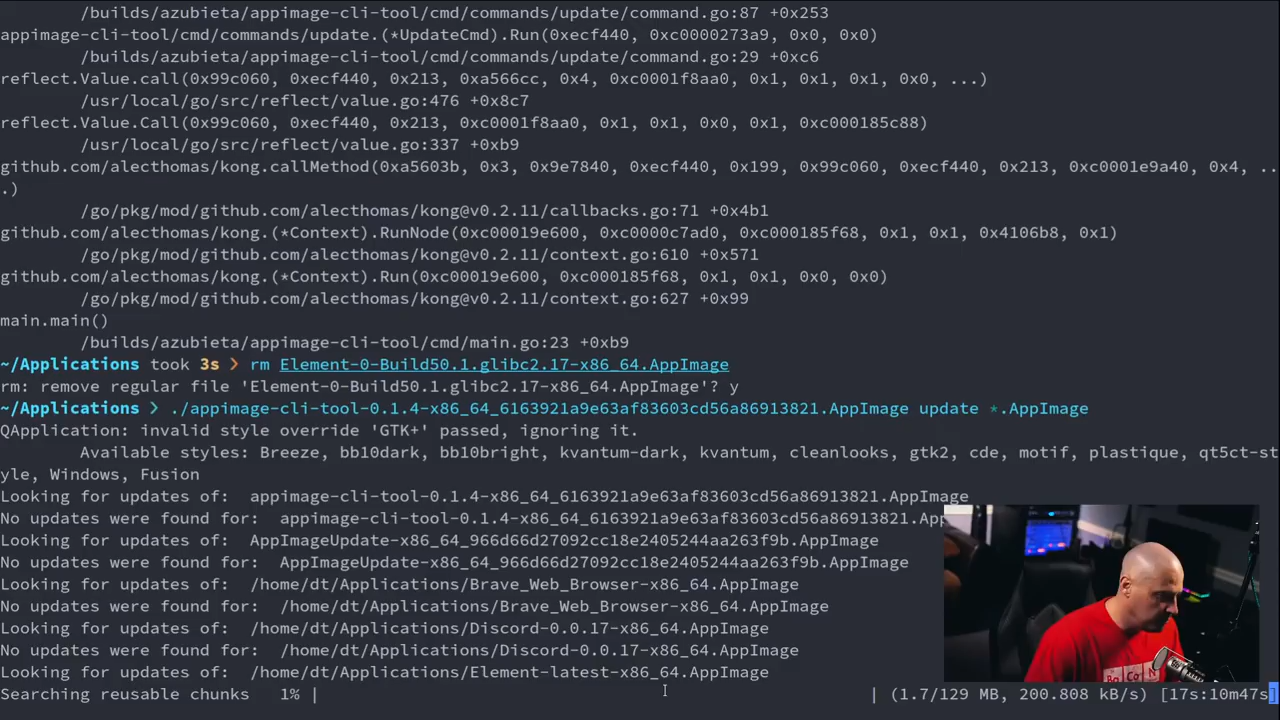 /builds/azubieta/appimage-cli-tool/cmd/commands/update/command.go:87 +0x253
appimage-cli-tool/cmd/commands/update.(*UpdateCmd).Run(0xecf440, 0xc0000273a9, 0x0, 0x0)
/builds/azubieta/appimage-cli-tool/cmd/commands/update/command.go:29 +0xc6
reflect.Value.call(0x99c060, 0xecf440, 0x213, 0xa566cc, 0x4, 0xc0001f8aa0, 0x1, 0x1, 0x1, 0x0, ...)
/usr/local/go/src/reflect/value.go:476 +0x8c7
reflect.Value.Call(0x99c060, 0xecf440, 0x213, 0xc0001f8aa0, 0x1, 0x1, 0x0, 0x1, 0xc000185c88)
/usr/local/go/src/reflect/value.go:337 +0xb9
github.com/alecthomas/kong.callMethod(0xa5603b, 0x3, 0x9e7840, 0xecf440, 0x199, 0x99c060, 0xecf440, 0x213, 0xc0001e9a40, 0x4, ..
.)
/go/pkg/mod/github.com/alecthomas/kong@v0.2.11/callbacks.go:71 +0x4b1
github.com/alecthomas/kong.(*Context).RunNode(0xc00019e600, 0xc0000c7ad0, 0xc000185f68, 0x1, 0x1, 0x4106b8, 0x1)
/go/pkg/mod/github.com/alecthomas/kong@v0.2.11/context.go:610 +0x571
github.com/alecthomas/kong.(*Context).Run(0xc00019e600, 0xc000185f68, 0x1, 0x1, 0x0, 0x0)
/go/pkg/mod/github.com/alecthomas/kong@v0.2.11/context.go:627 +0x99
main.main()
/builds/azubieta/appimage-cli-tool/cmd/main.go:23 +0xb9
~/Applications took 3s > rm Element-0-Build50.1.glibc2.17-x86_64.AppImage
rm: remove regular file 'Element-0-Build50.1.glibc2.17-x86_64.AppImage'? y
~/Applications > ./appimage-cli-tool-0.1.4-x86_64_6163921a9e63af83603cd56a86913821.AppImage update *.AppImage
QApplication: invalid style override 'GTK+' passed, ignoring it.
Available styles: Breeze, bb10dark, bb10bright, kvantum-dark, kvantum, cleanlooks, gtk2, cde, motif, plastique, qt5ct-st
yle, Windows, Fusion
Looking for updates of: appimage-cli-tool-0.1.4-x86_64_6163921a9e63af83603cd56a86913821.AppImage
No updates were found for: appimage-cli-tool-0.1.4-x86_64_6163921a9e63af83603cd56a86913821.App
Looking for updates of: AppImageUpdate-x86_64_966d66d27092cc18e2405244aa263f9b.AppImage
No updates were found for: AppImageUpdate-x86_64_966d66d27092cc18e2405244aa263f9b.AppImage
Looking for updates of: /home/dt/Applications/Brave_Web_Browser-x86_64.AppImage
No updates were found for: /home/dt/Applications/Brave_Web_Browser-x86_64.AppImage
Looking for updates of: /home/dt/Applications/Discord-0.0.17-x86_64.AppImage
No updates were found for: /home/dt/Applications/Discord-0.0.17-x86_64.AppImage
Looking for updates of: /home/dt/Applications/Element-latest-x86_64.AppImage
Searching reusable chunks 1% | | (1.7/129 MB, 200.808 kB/s) [17s:10m47s]